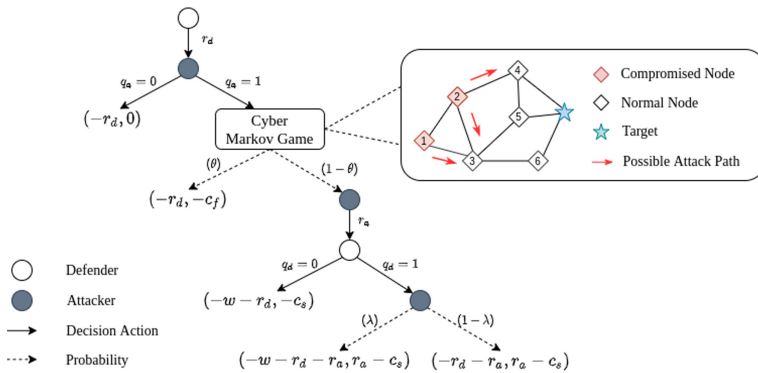 r_d
q_a = 0
q_a = 1
(−r_d, 0)
Cyber
Markov Game
(θ)
(1 − θ)
(−r_d, −c_f)
r_a
q_d = 0
q_d = 1
(−w − r_d, −c_s)
(λ)
(1 − λ)
(−w − r_d − r_a, r_a − c_s)
(−r_d − r_a, r_a − c_s)
1
2
3
4
5
6
Compromised Node
Normal Node
Target
Possible Attack Path
Defender
Attacker
Decision Action
Probability